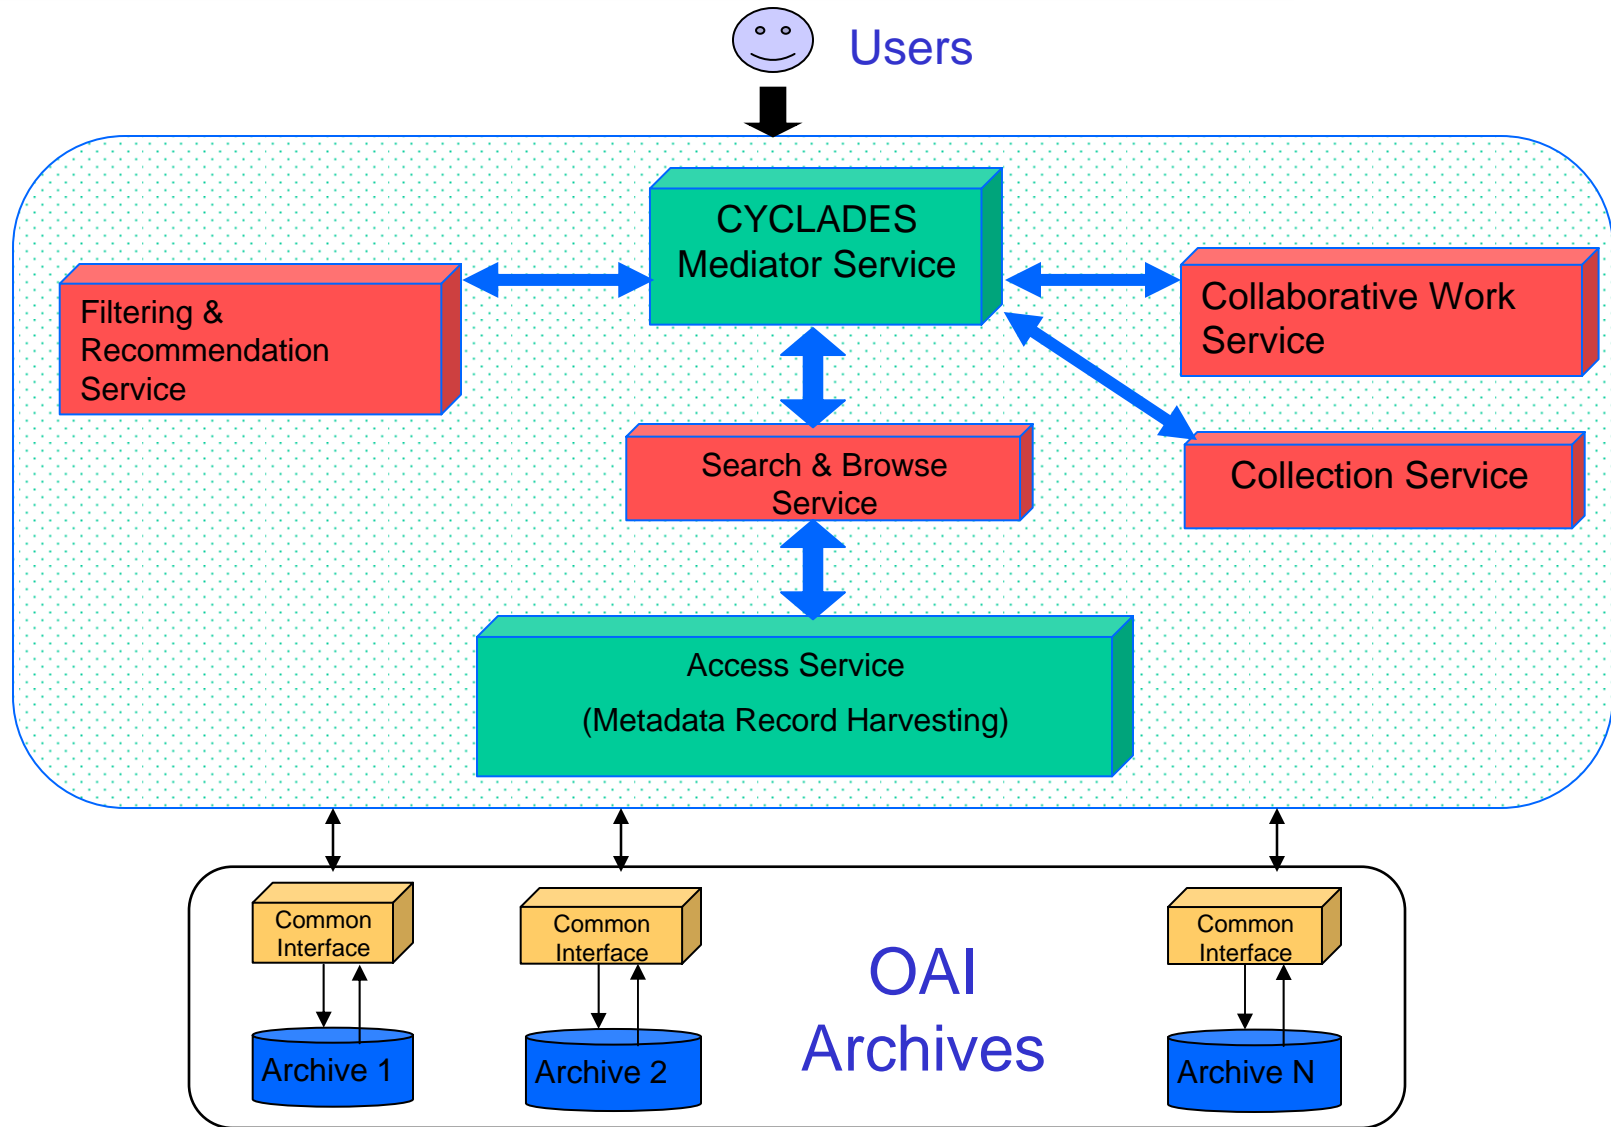 Users
CYCLADES
Mediator Service
Filtering &
Recommendation
Service
Collaborative Work
Service
Search & Browse
Service
Collection Service
Access Service
(Metadata Record Harvesting)
Common
Interface
Common
Interface
Common
Interface
OAI
Archives
Archive 1
Archive 2
Archive N